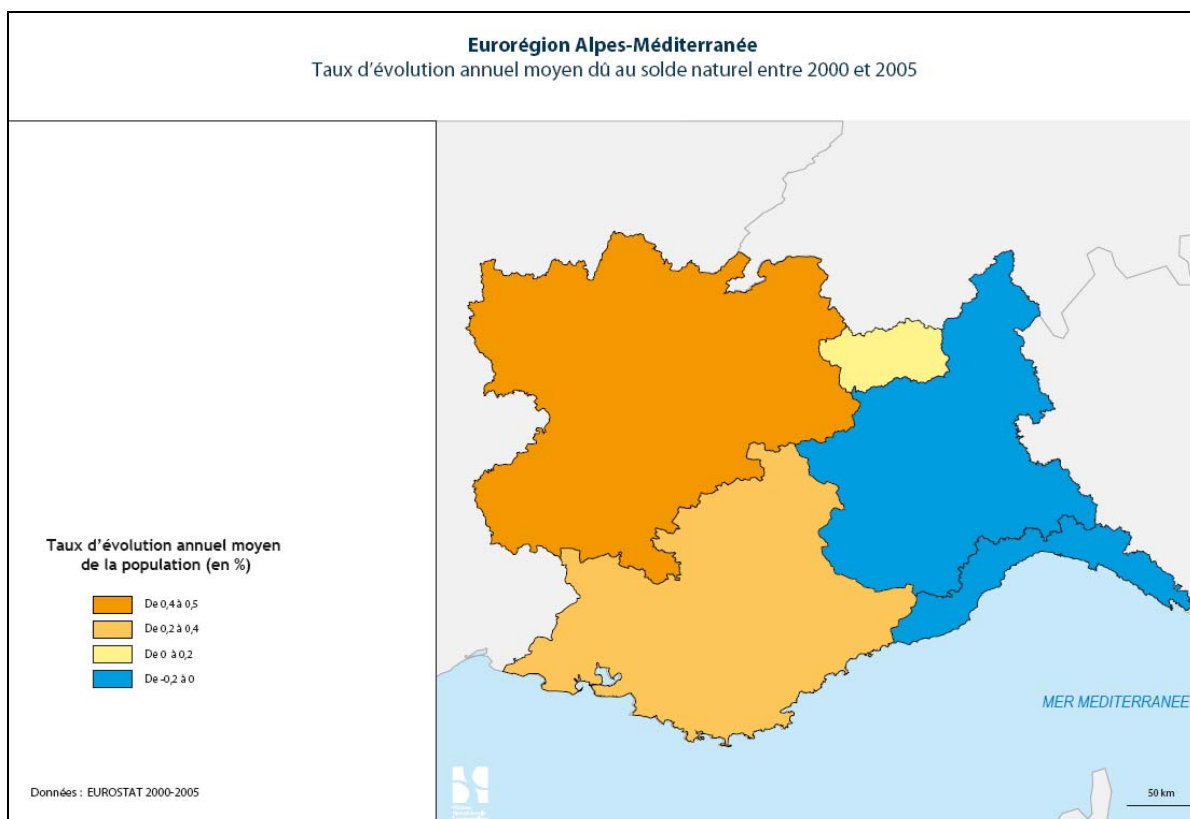 Eurorégion Alpes-Méditerranée
Taux d'évolution annuel moyen dû au solde naturel entre 2000 et 2005
Taux d'évolution annuel moyen
de la population (en %)
De 0,4 à 0,5
De 0,2 à 0,4
De 0 à 0,2
De -0,2 à 0
MER MEDITERRANEE
Données : EUROSTAT 2000-2005
50 km